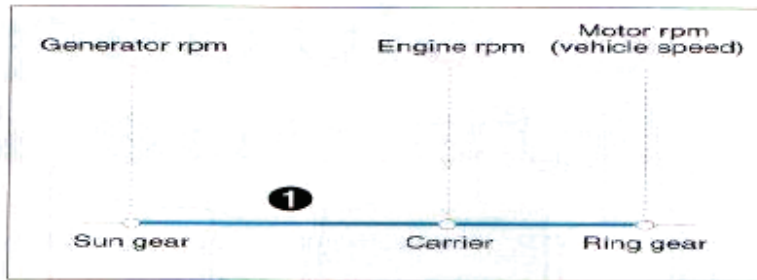 Generator rpm
Engine rpm
Motor rpm
(vehicle speed)
1
Sun gear
Carrier
Ring gear